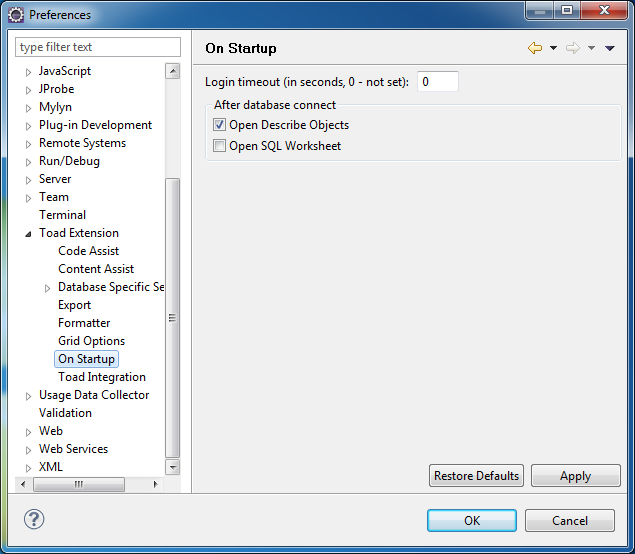 Preferences
type filter text
JavaScript
JProbe
Mylyn
Plug-in Development
Remote Systems
Run/Debug
Server
Team
Terminal
Toad Extension
Code Assist
Content Assist
Database Specific Se
Export
Formatter
Grid Options
On Startup
Toad Integration
Usage Data Collector
Validation
Web
Web Services
XML
On Startup
Login timeout (in seconds, 0 - not set): 0
After database connect
Open Describe Objects
Open SQL Worksheet
Restore Defaults Apply
? OK Cancel